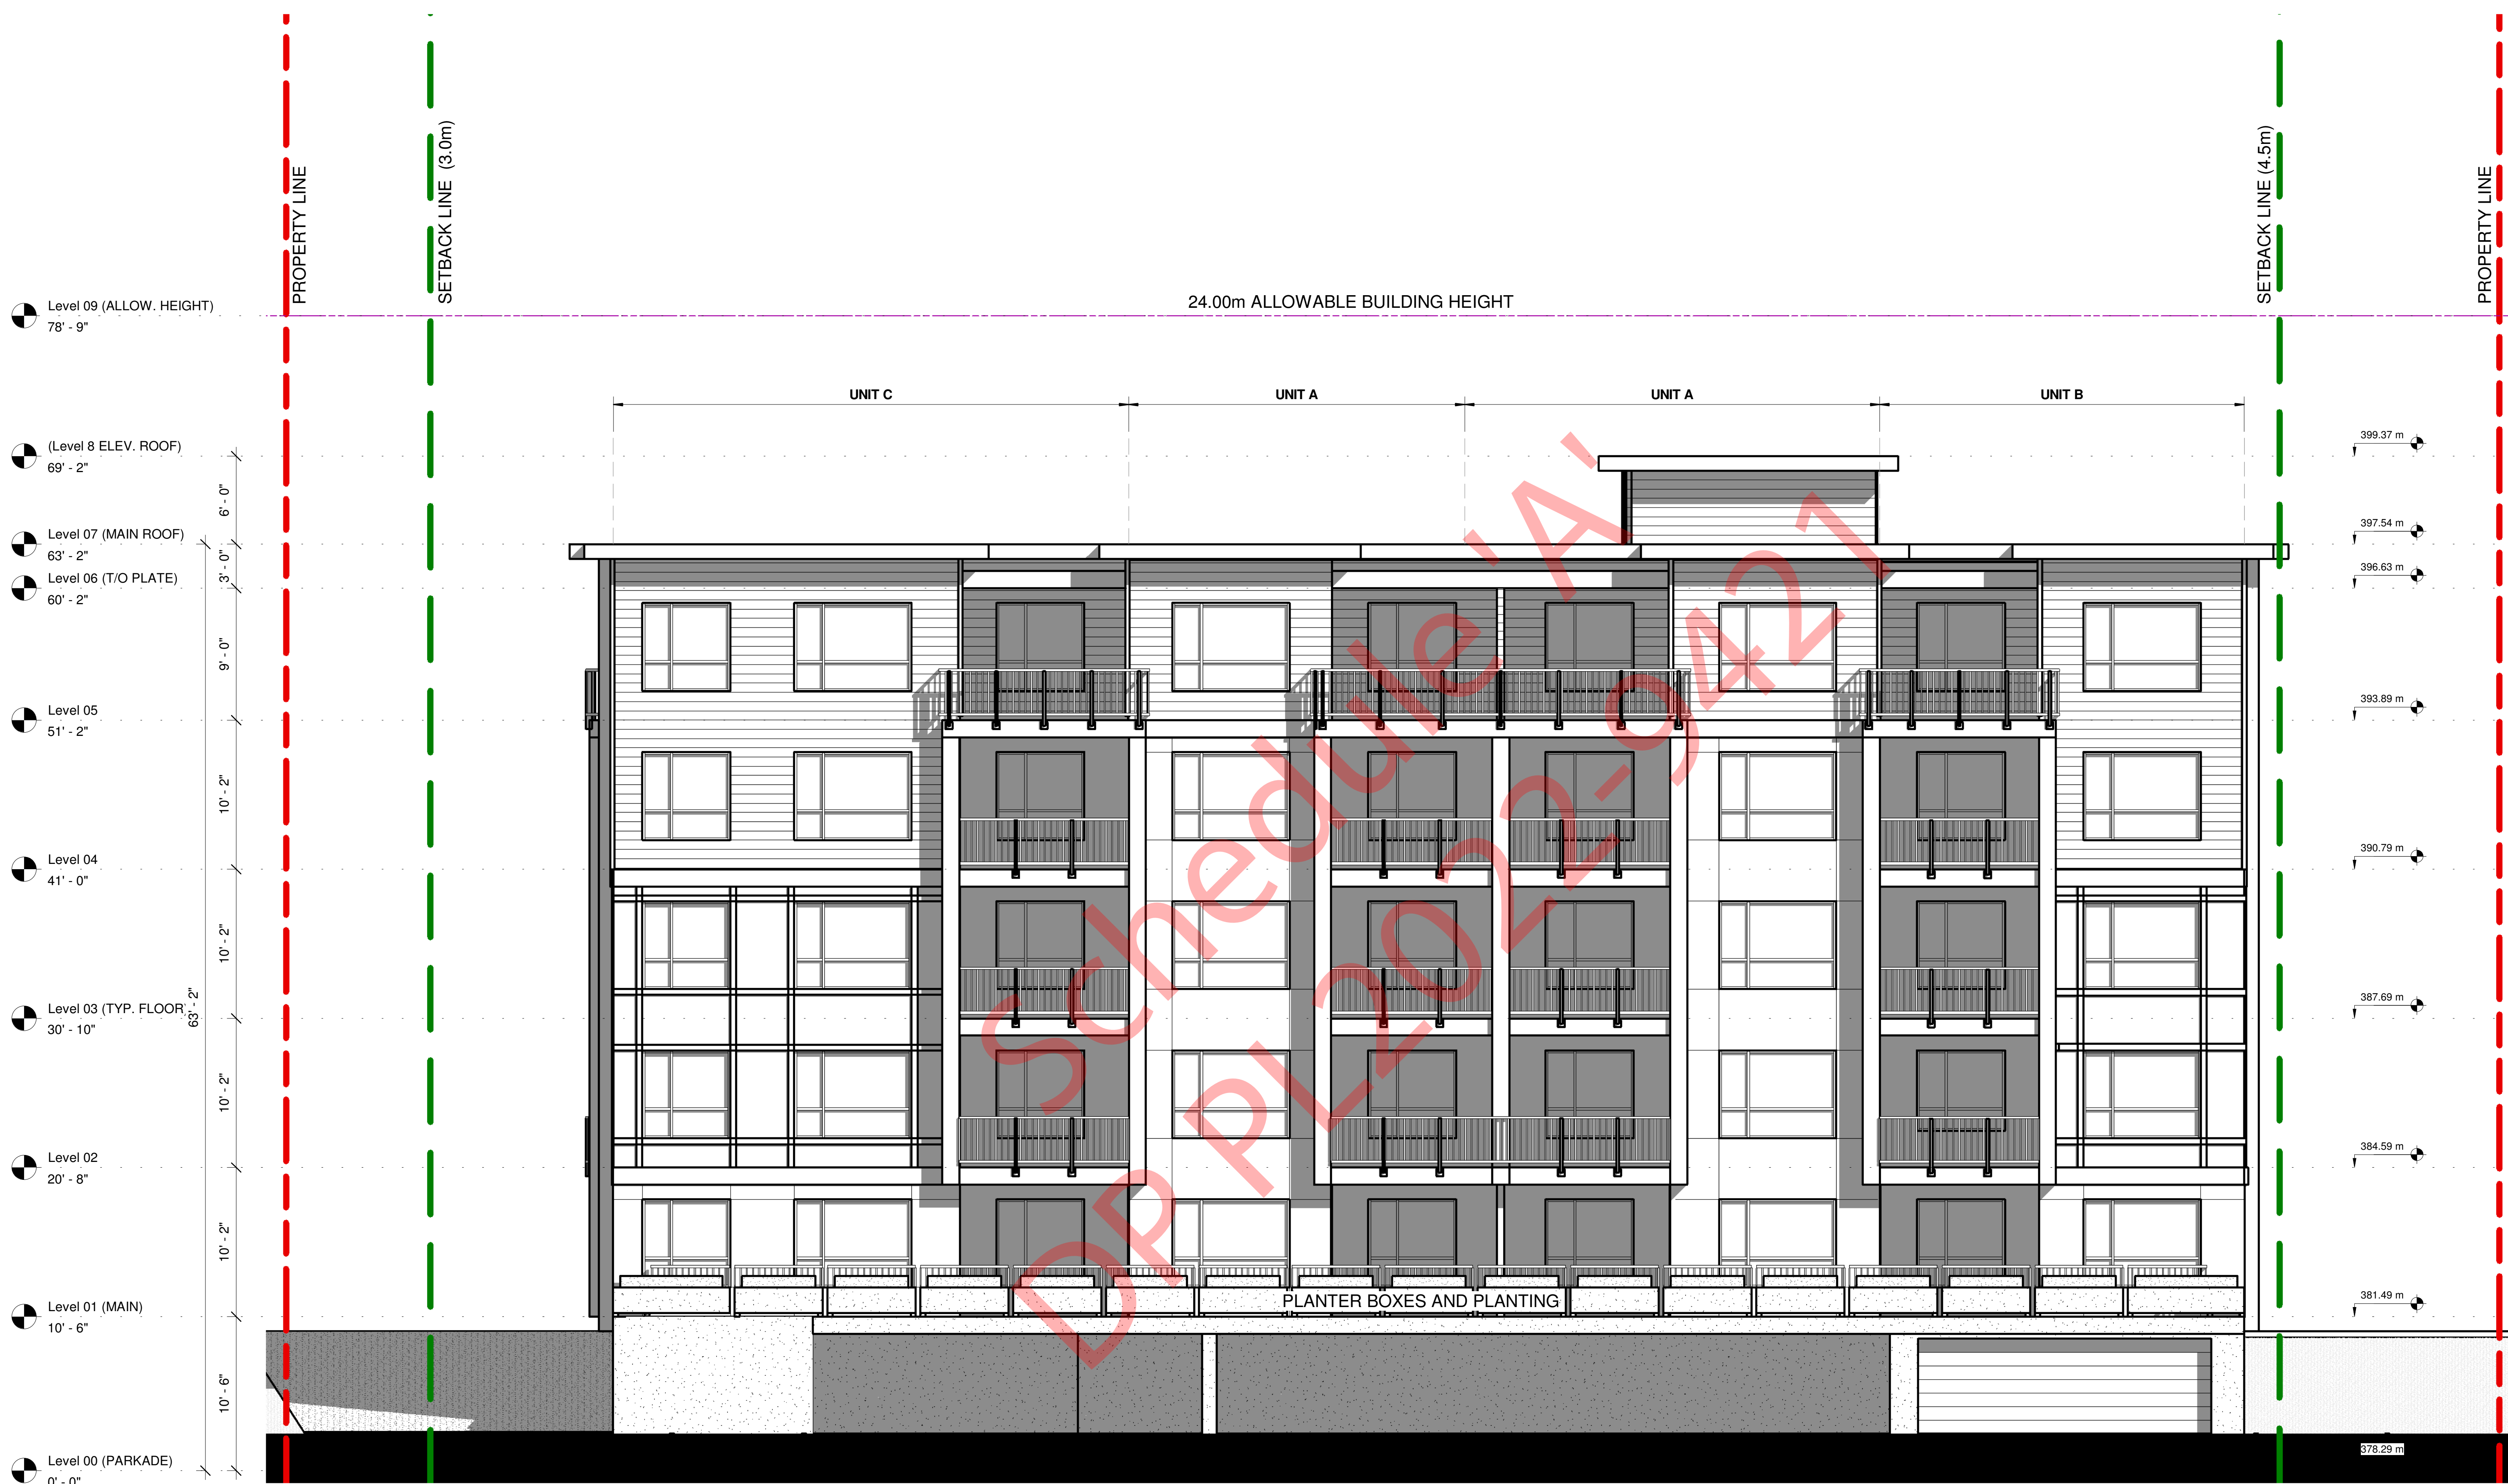 PROPERTY LINE
SETBACK LINE (3.0m)
SETBACK LINE (4.5m)
PROPERTY LINE
Level 09 (ALLOW. HEIGHT)
78' - 9"
24.00m ALLOWABLE BUILDING HEIGHT
UNIT C
UNIT A
UNIT A
UNIT B
(Level 8 ELEV. ROOF)
69' - 2"
399.37 m
6' - 0"
Level 07 (MAIN ROOF)
63' - 2"
397.54 m
3' - 0"
Level 06 (T/O PLATE)
60' - 2"
396.63 m
9' - 0"
Level 05
51' - 2"
393.89 m
10' - 2"
Level 04
41' - 0"
390.79 m
10' - 2"
Level 03 (TYP. FLOOR)
30' - 10"
63' - 2"
387.69 m
10' - 2"
Level 02
20' - 8"
384.59 m
10' - 2"
Level 01 (MAIN)
10' - 6"
381.49 m
PLANTER BOXES AND PLANTING
10' - 6"
Level 00 (PARKADE)
0' - 0"
378.29 m
Schedule 'A'
DP PL2022-9421